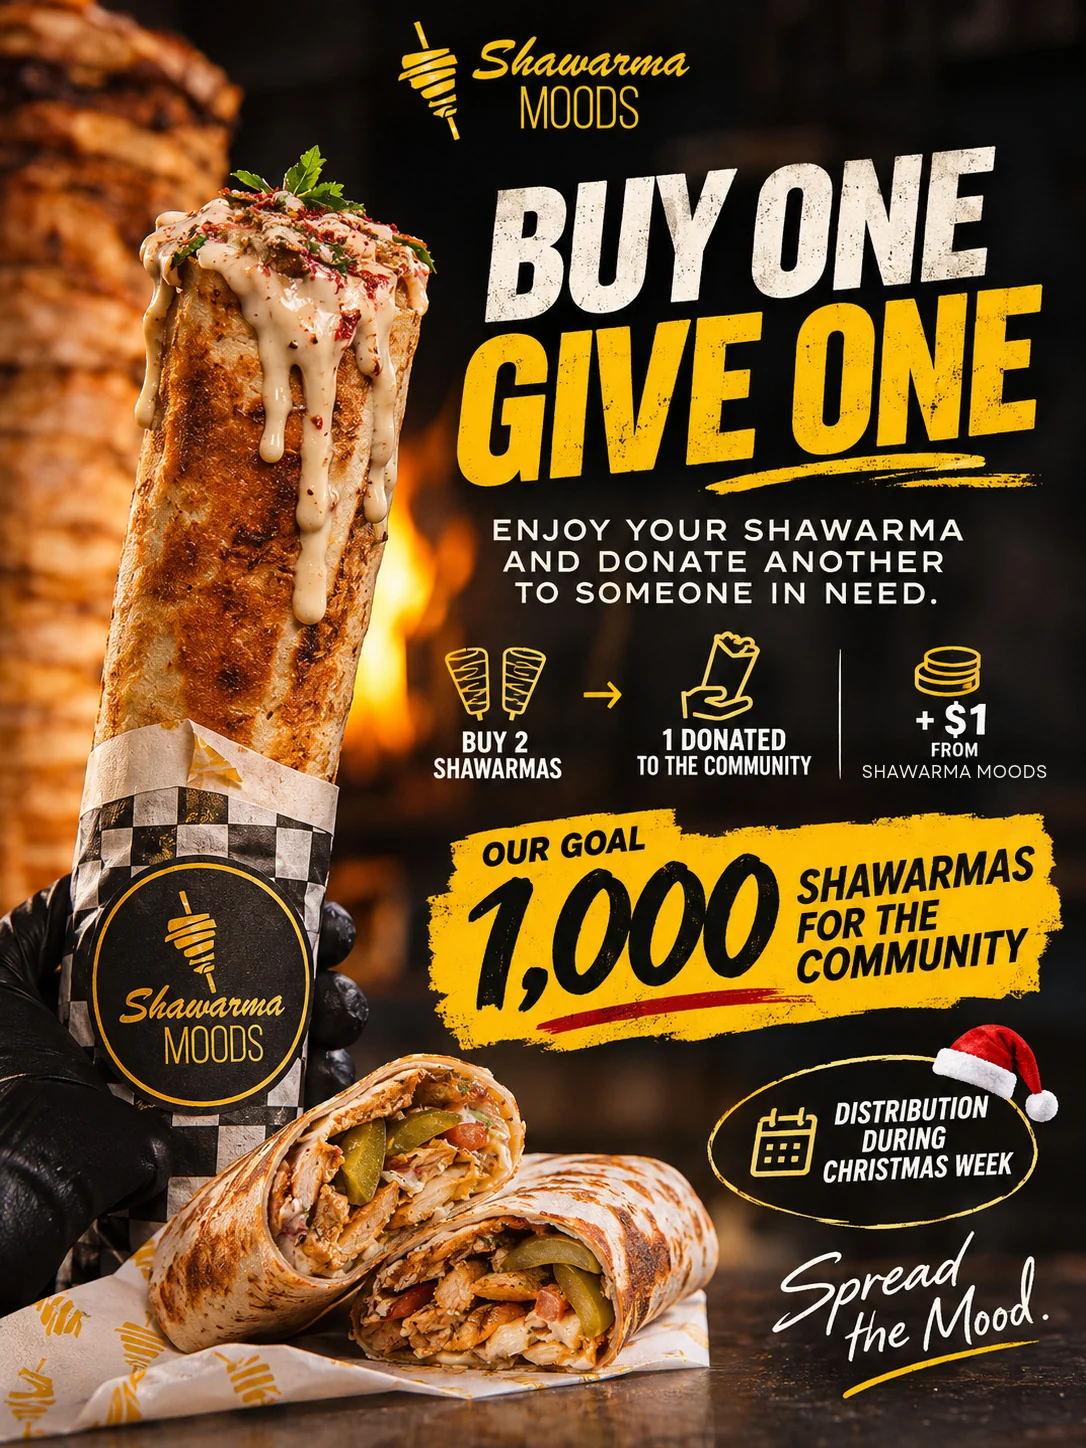 Shawarma
MOODS
BUY ONE
GIVE ONE
ENJOY YOUR SHAWARMA
AND DONATE ANOTHER
TO SOMEONE IN NEED.
BUY 2
SHAWARMAS
1 DONATED
TO THE COMMUNITY
+ $1
FROM
SHAWARMA MOODS
OUR GOAL
1,000
SHAWARMAS
FOR THE
COMMUNITY
Shawarma
MOODS
DISTRIBUTION
DURING
CHRISTMAS WEEK
Spread
the Mood.